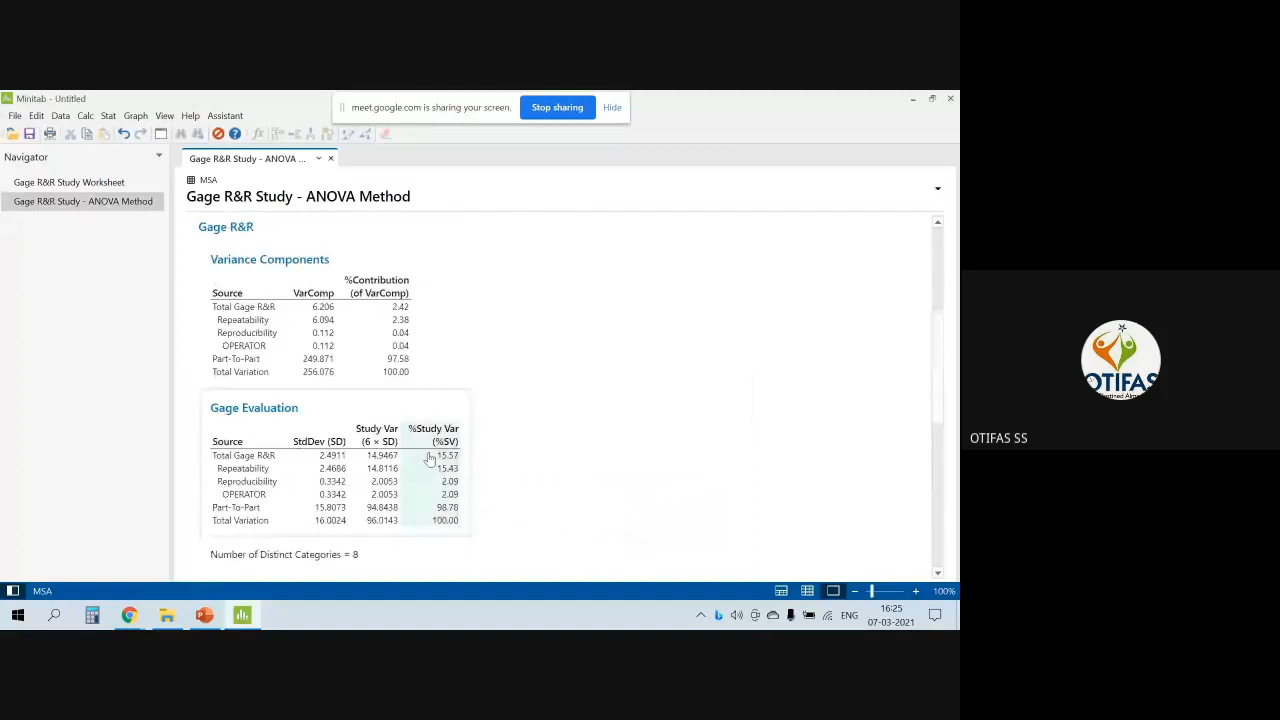 Minitab - Untitled
meet.google.com is sharing your screen. Stop sharing Hide
File Edit Data Calc Stat Graph View Help Assistant
Navigator
Gage R&R Study - ANOVA ...
Gage R&R Study Worksheet
Gage R&R Study - ANOVA Method
MSA
Gage R&R Study - ANOVA Method
Gage R&R
Variance Components
%Contribution
Source VarComp (of VarComp)
Total Gage R&R 6.206 2.42
Repeatability 6.094 2.38
Reproducibility 0.112 0.04
OPERATOR 0.112 0.04
Part-To-Part 249.871 97.58
Total Variation 256.076 100.00
Gage Evaluation
Study Var %Study Var
Source StdDev (SD) (6 × SD) (%SV)
Total Gage R&R 2.4911 14.9467 15.57
Repeatability 2.4686 14.8116 15.43
Reproducibility 0.3342 2.0053 2.09
OPERATOR 0.3342 2.0053 2.09
Part-To-Part 15.8073 94.8438 98.78
Total Variation 16.0024 96.0143 100.00
Number of Distinct Categories = 8
MSA
100%
ENG
16:25
07-03-2021
OTIFAS
OTIFAS SS